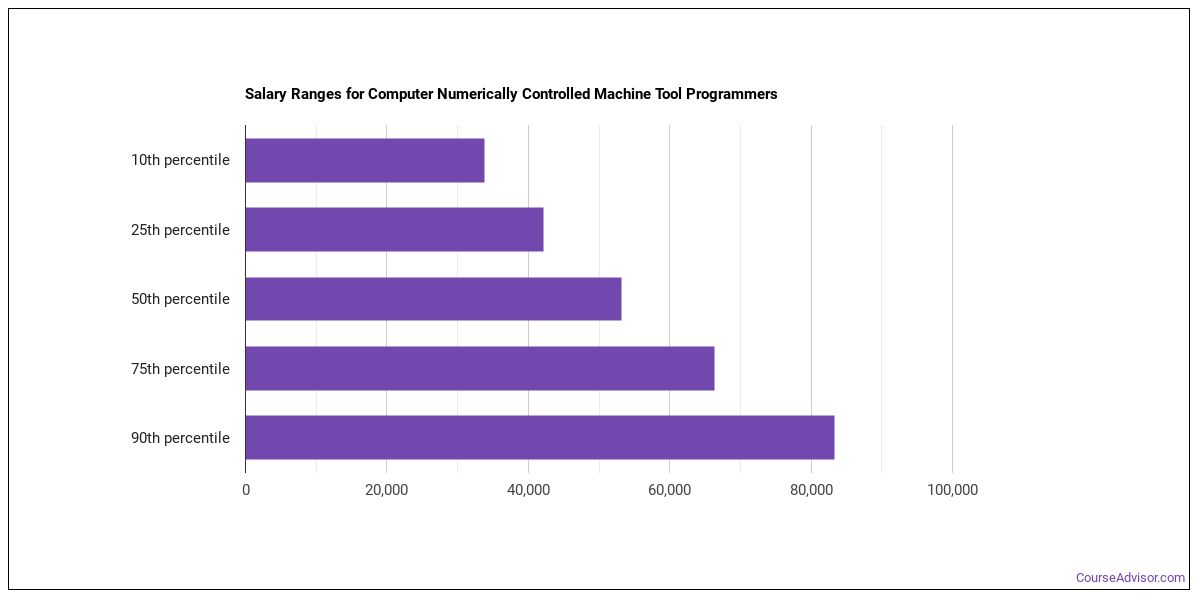 Salary Ranges for Computer Numerically Controlled Machine Tool Programmers
10th percentile
25th percentile
50th percentile
75th percentile
90th percentile
0 20,000 40,000 60,000 80,000 100,000
CourseAdvisor.com